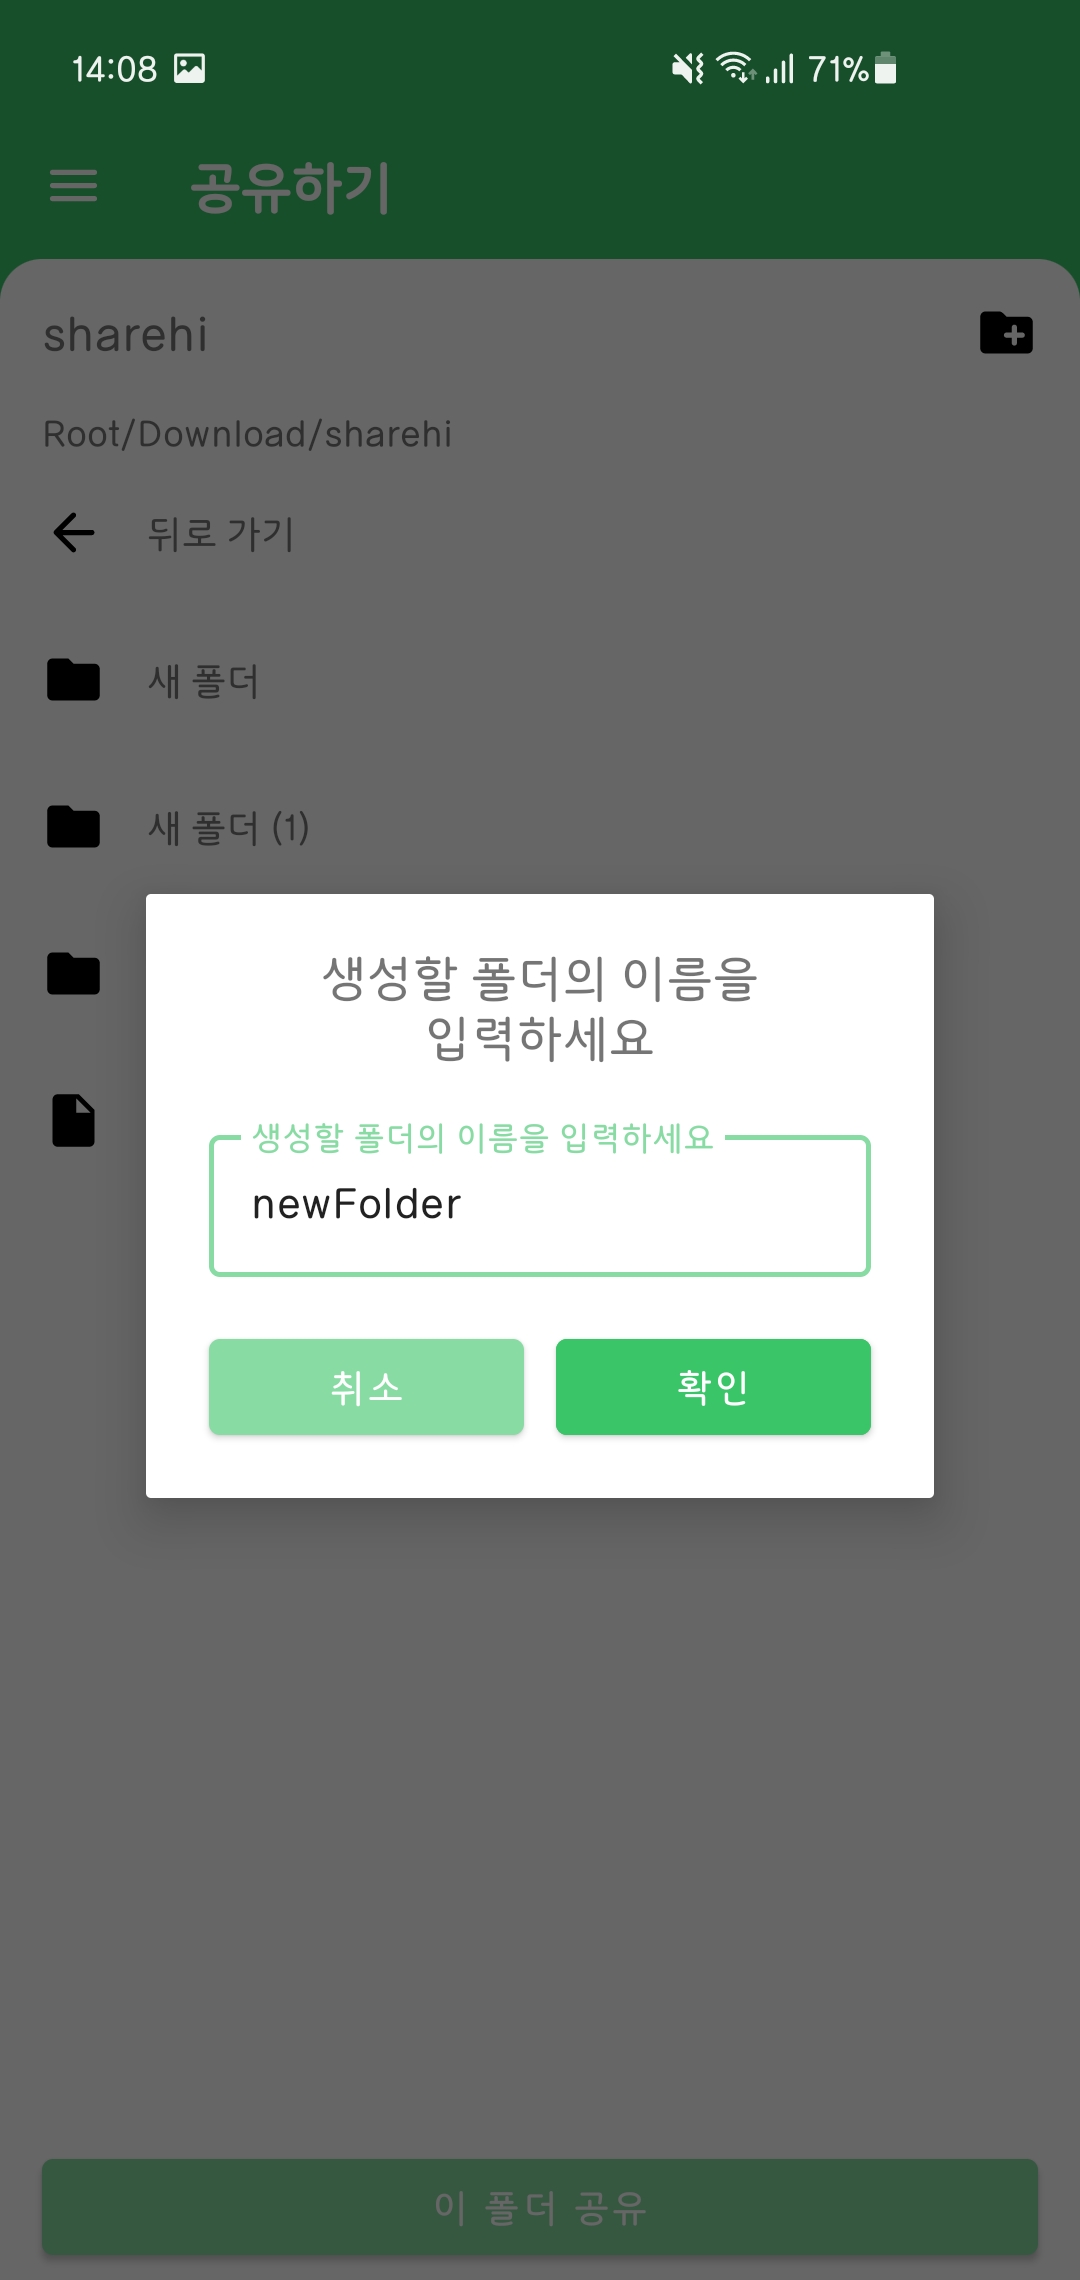 14:08
71%
공유하기
sharehi
Root/Download/sharehi
뒤로 가기
새 폴더
새 폴더 (1)
생성할 폴더의 이름을
입력하세요
생성할 폴더의 이름을 입력하세요
newFolder
취소
확인
이 폴더 공유